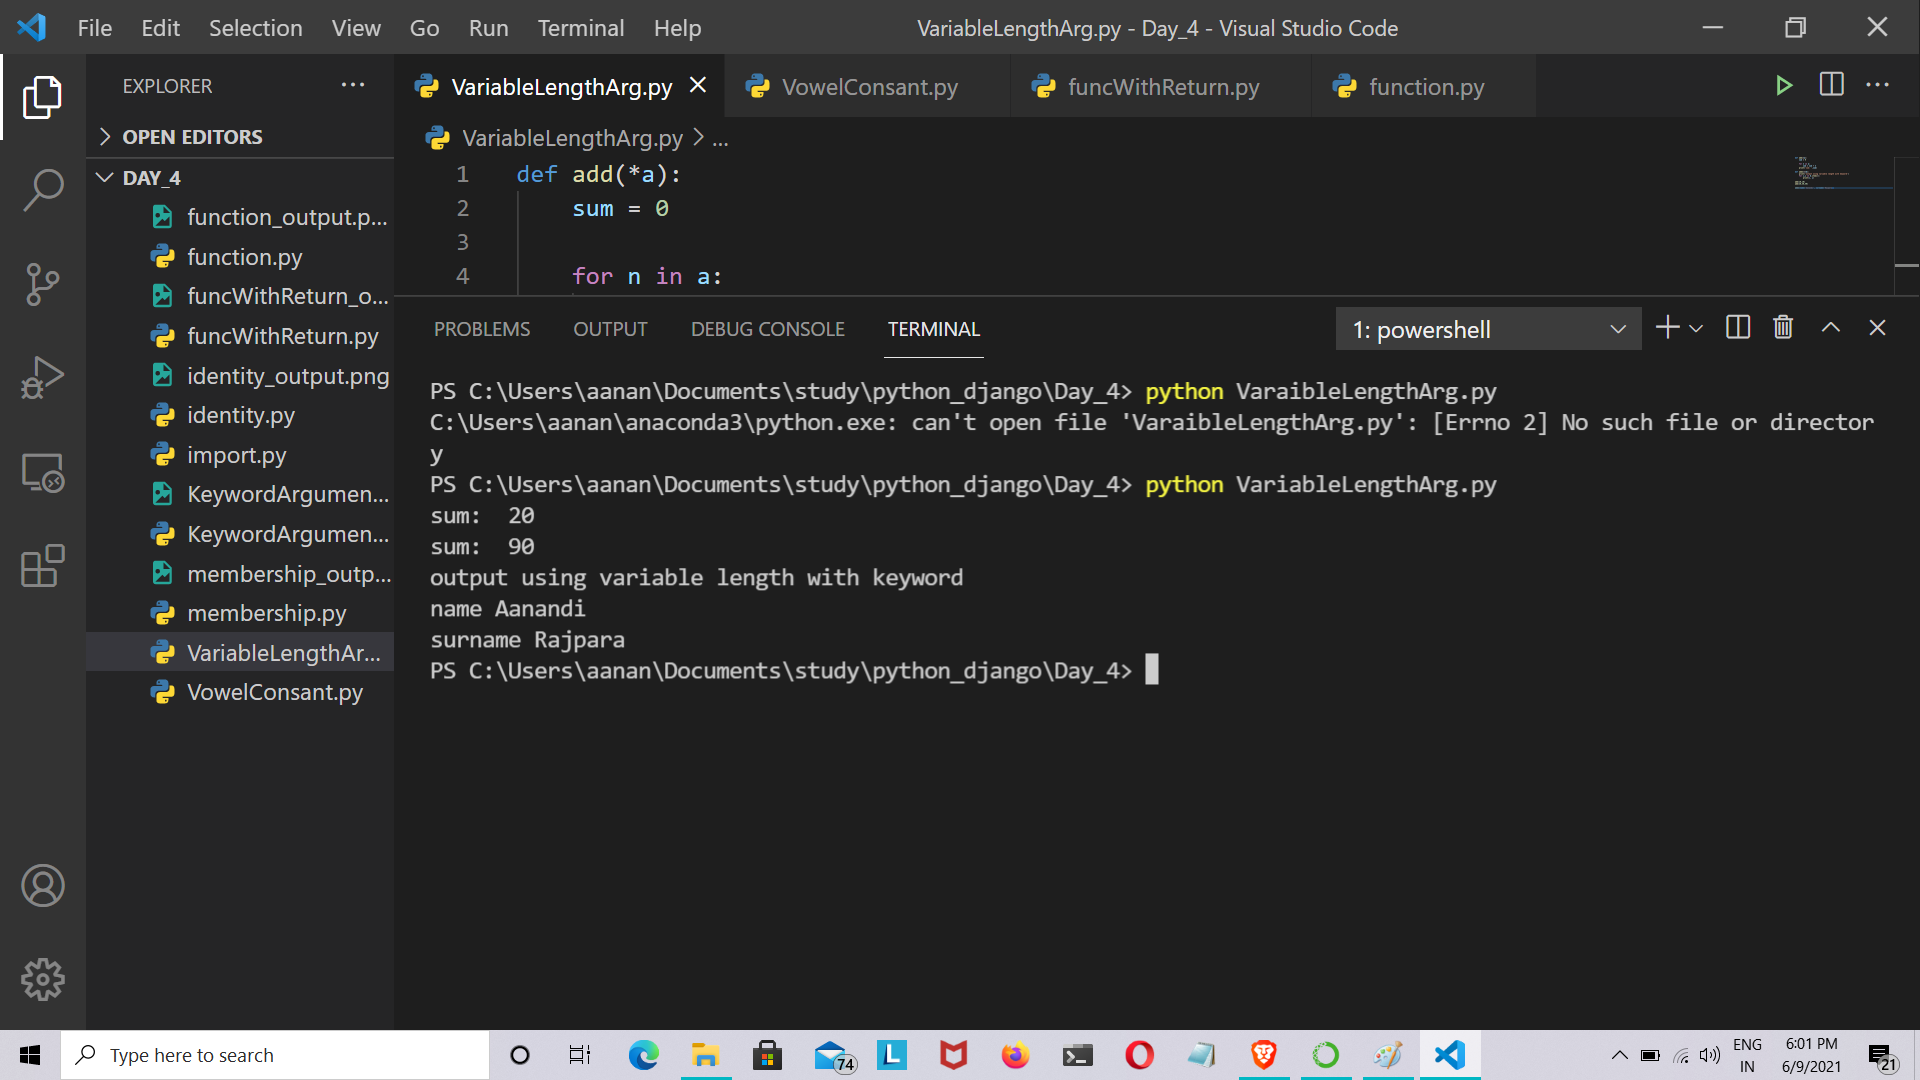 File Edit Selection View Go Run Terminal Help
VariableLengthArg.py - Day_4 - Visual Studio Code
EXPLORER
OPEN EDITORS
DAY_4
function_output.p...
function.py
funcWithReturn_o...
funcWithReturn.py
identity_output.png
identity.py
import.py
KeywordArgumen...
KeywordArgumen...
membership_outp...
membership.py
VariableLengthAr...
VowelConsant.py
VariableLengthArg.py VowelConsant.py funcWithReturn.py function.py
VariableLengthArg.py > ...
1 def add(*a):
2 sum = 0
3
4 for n in a:
PROBLEMS OUTPUT DEBUG CONSOLE TERMINAL 1: powershell
PS C:\Users\aanan\Documents\study\python_django\Day_4> python VaraibleLengthArg.py
C:\Users\aanan\anaconda3\python.exe: can't open file 'VaraibleLengthArg.py': [Errno 2] No such file or director
y
PS C:\Users\aanan\Documents\study\python_django\Day_4> python VariableLengthArg.py
sum:  20
sum:  90
output using variable length with keyword
name Aanandi
surname Rajpara
PS C:\Users\aanan\Documents\study\python_django\Day_4>
Type here to search
74
L
ENG
IN
6:01 PM
6/9/2021
21